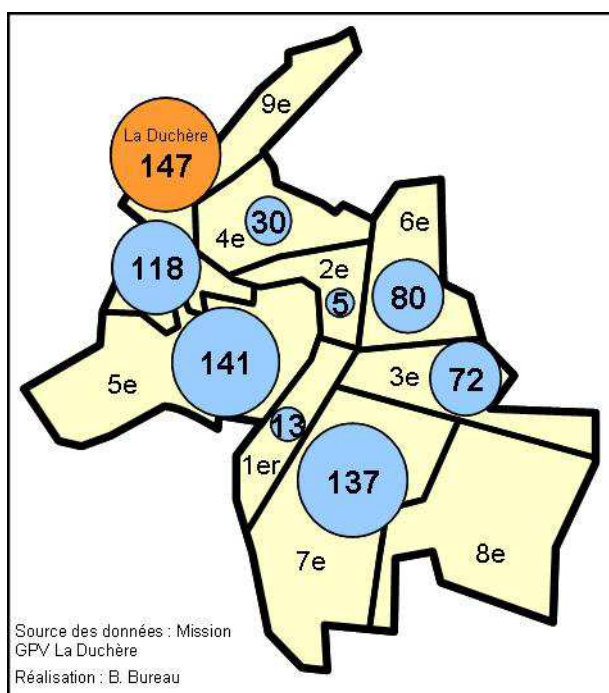 9e
La Duchère
147
30
4e
6e
118
2e
5
80
141
5e
3e
72
13
1er
137
7e
8e
Source des données : Mission
GPV La Duchère
Réalisation : B. Bureau